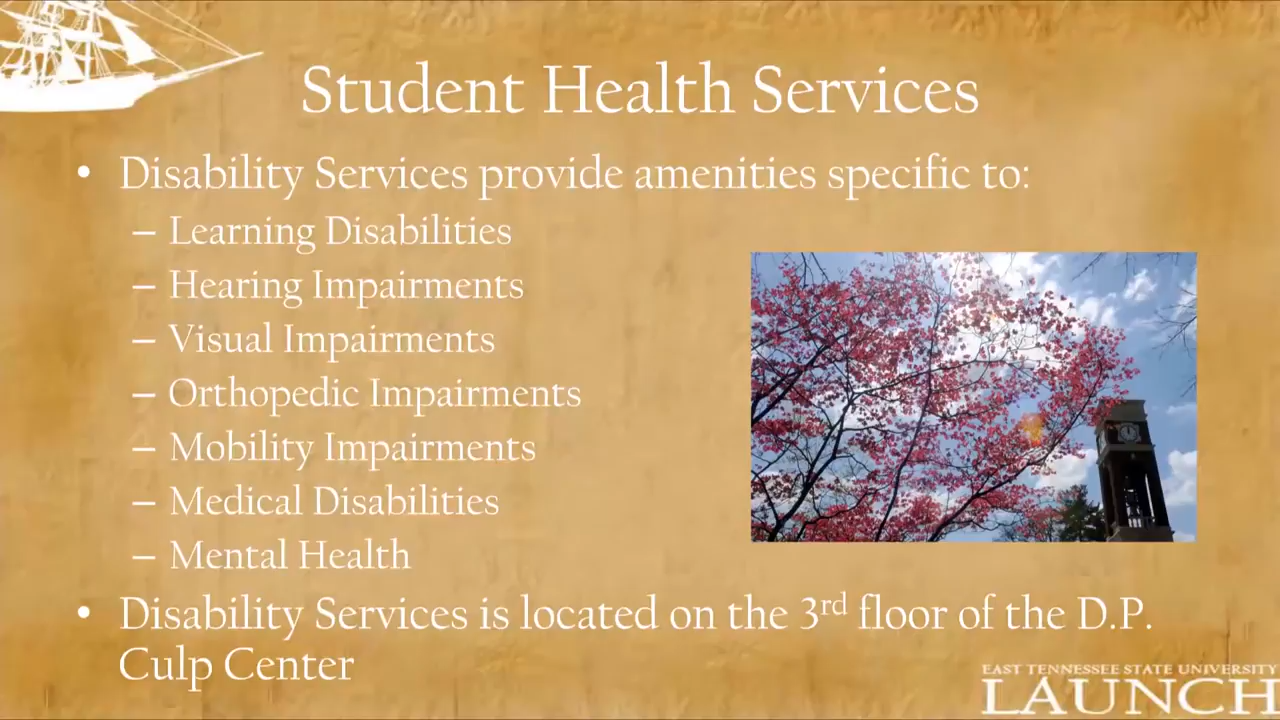 Student Health Services
• Disability Services provide amenities specific to:
– Learning Disabilities
– Hearing Impairments
– Visual Impairments
– Orthopedic Impairments
– Mobility Impairments
– Medical Disabilities
– Mental Health
• Disability Services is located on the 3rd floor of the D.P.
Culp Center
EAST TENNESSEE STATE UNIVERSITY
LAUNCH